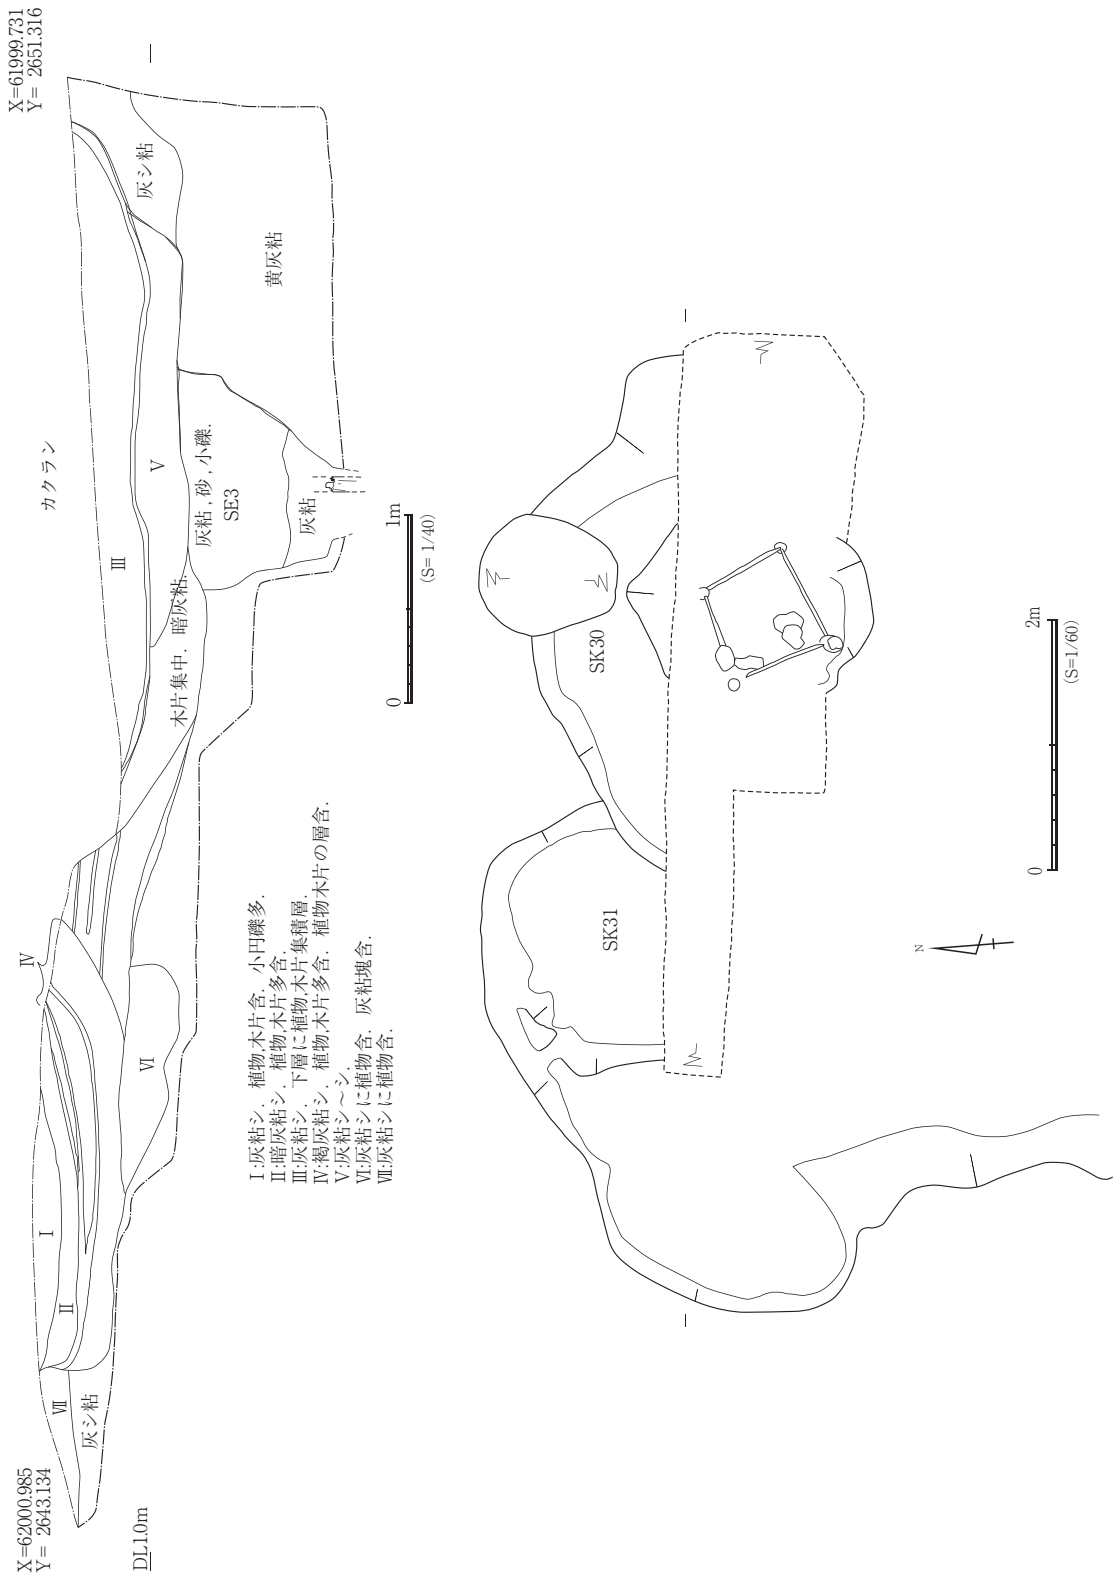 X=62000.985
Y= 2643.134
X=61999.731
Y= 2651.316
DL1.0m
カクラン
Ⅰ
Ⅱ
Ⅶ
灰シ粘
Ⅳ
Ⅵ
Ⅲ
Ⅴ
木片集中. 暗灰粘.
灰粘,砂,小礫.
SE3
灰粘
灰シ粘
黄灰粘
0
1m
(S=1/40)
Ⅰ:灰粘シ. 植物,木片含. 小円礫多.
Ⅱ:暗灰粘シ. 植物,木片多含.
Ⅲ:灰粘シ. 下層に植物,木片集積層.
Ⅳ:褐灰粘シ. 植物,木片多含. 植物木片の層含.
Ⅴ:灰粘シ～シ.
Ⅵ:灰粘シに植物含. 灰粘塊含.
Ⅶ:灰粘シに植物含.
SK31
SK30
N
0
2m
(S=1/60)